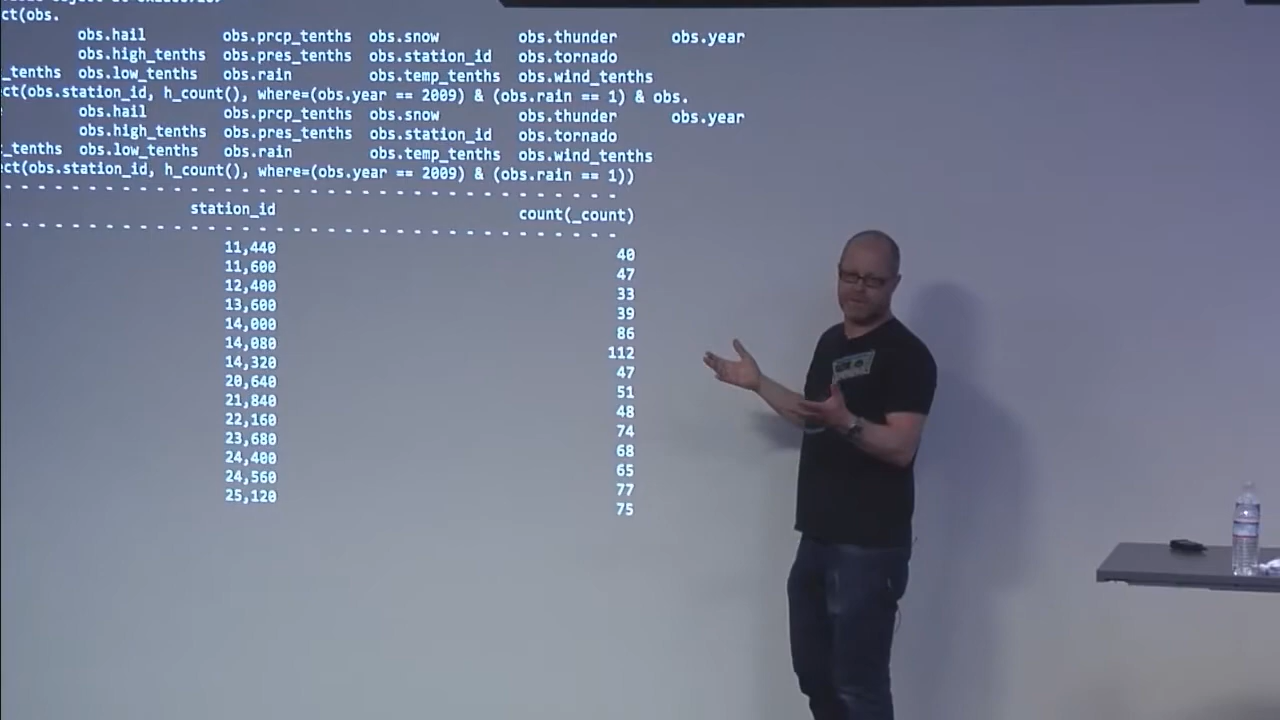 ct(obs.
obs.hail obs.prcp_tenths obs.snow obs.thunder obs.year
obs.high_tenths obs.pres_tenths obs.station_id obs.tornado
_tenths obs.low_tenths obs.rain obs.temp_tenths obs.wind_tenths
ct(obs.station_id, h_count(), where=(obs.year == 2009) & (obs.rain == 1) & obs.
obs.hail obs.prcp_tenths obs.snow obs.thunder obs.year
obs.high_tenths obs.pres_tenths obs.station_id obs.tornado
_tenths obs.low_tenths obs.rain obs.temp_tenths obs.wind_tenths
ect(obs.station_id, h_count(), where=(obs.year == 2009) & (obs.rain == 1))
station_id count(_count)
11,440 40
11,600 47
12,400 33
13,600 39
14,000 86
14,080 112
14,320 47
20,640 51
21,840 48
22,160 74
23,680 68
24,400 65
24,560 77
25,120 75